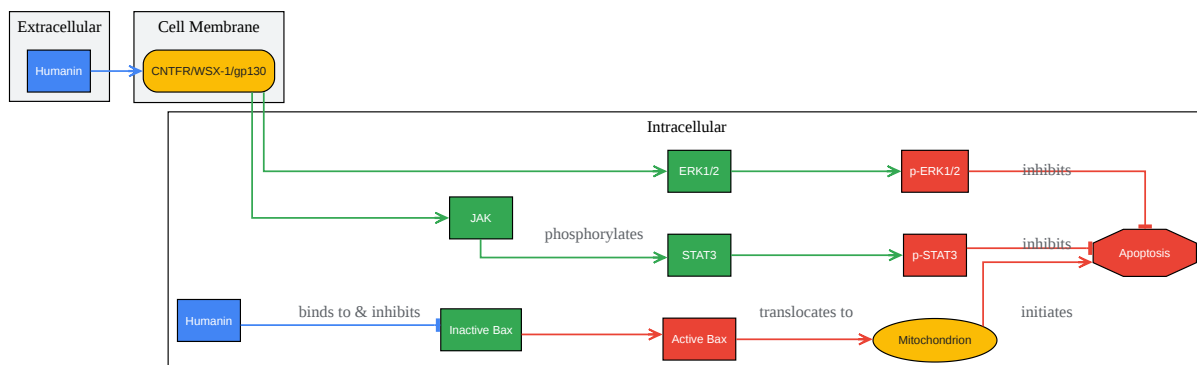 Extracellular
Cell Membrane
Humanin
CNTFR/WSX-1/gp130
Intracellular
ERK1/2
p-ERK1/2
inhibits
JAK
phosphorylates
STAT3
p-STAT3
inhibits
Apoptosis
Humanin
binds to & inhibits
Inactive Bax
Active Bax
translocates to
Mitochondrion
initiates